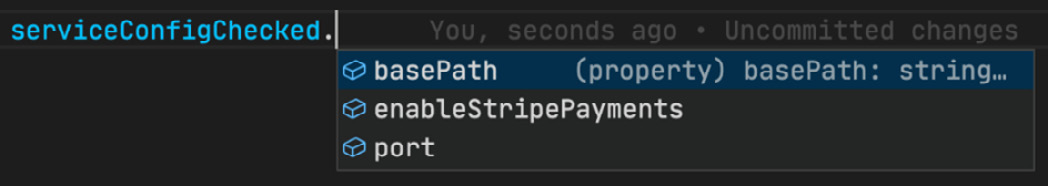 serviceConfigChecked. You, seconds ago • Uncommitted changes
basePath (property) basePath: string…
enableStripePayments
port